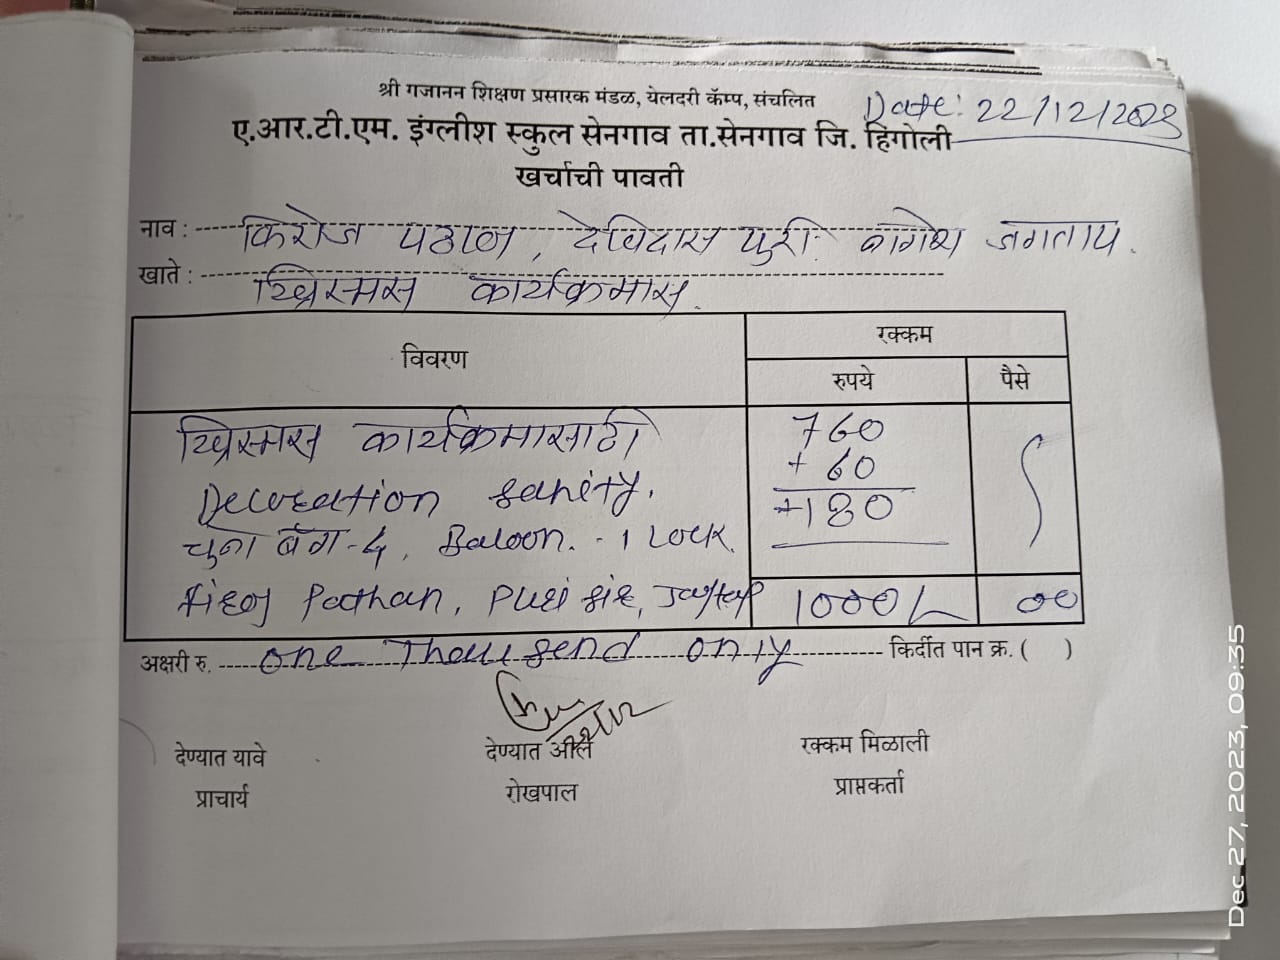 श्री गजानन शिक्षण प्रसारक मंडळ, येलदरी कॅम्प, संचलित
Date: 22/12/2023
ए.आर.टी.एम. इंग्लीश स्कुल सेनगाव ता.सेनगाव जि. हिंगोली
खर्चाची पावती
नाव : फिरोज पठाण, देविदास पुरी. नागेश जगताप.
खाते : ख्रिसमस कार्यक्रमास.
विवरण रक्कम
रुपये पैसे
ख्रिसमस कार्यक्रमासाठी 760
Decoration + 60
चुना बॅग - 4, Baloon. - 1 +180
Pathan, 1000/- 00
अक्षरी रु. One Thousend only किर्दीत पान क्र. ( )
देण्यात यावे देण्यात आले रक्कम मिळाली
प्राचार्य रोखपाल प्राप्तकर्ता
Dec 27, 2023, 09:35